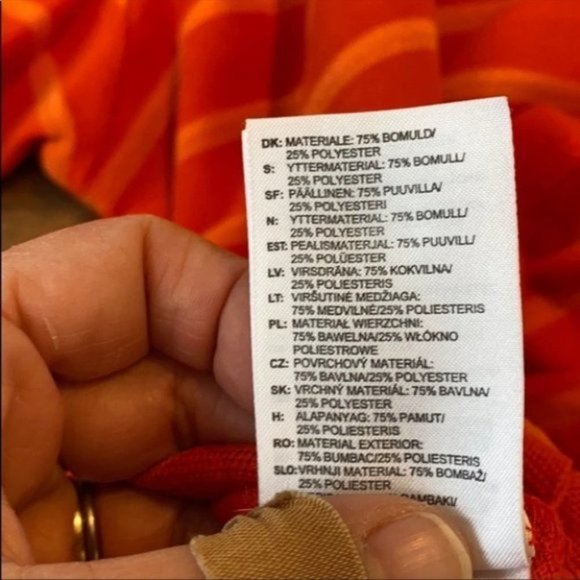 DK: MATERIALE: 75% BOMULD/
25% POLYESTER
S: YTTERMATERIAL: 75% BOMULL/
25% POLYESTER
SF: PÄÄLLINEN: 75% PUUVILLA/
25% POLYESTERI
N: YTTERMATERIAL: 75% BOMULL/
25% POLYESTER
EST: PEALISMATERJAL: 75% PUUVILL/
25% POLÜESTER
LV: VIRSDRĀNA: 75% KOKVILNA/
25% POLIESTERIS
LT: VIRŠUTINĖ MEDŽIAGA:
75% MEDVILNĖ/25% POLIESTERIS
PL: MATERIAŁ WIERZCHNI:
75% BAWEŁNA/25% WŁÓKNO
POLIESTROWE
CZ: POVRCHOVÝ MATERIÁL:
75% BAVLNA/25% POLYESTER
SK: VRCHNÝ MATERIÁL: 75% BAVLNA/
25% POLYESTER
H: ALAPANYAG: 75% PAMUT/
25% POLIÉSZTER
RO: MATERIAL EXTERIOR:
75% BUMBAC/25% POLIESTERIS
SLO: VRHNJI MATERIAL: 75% BOMBAŽ/
25% POLIESTER